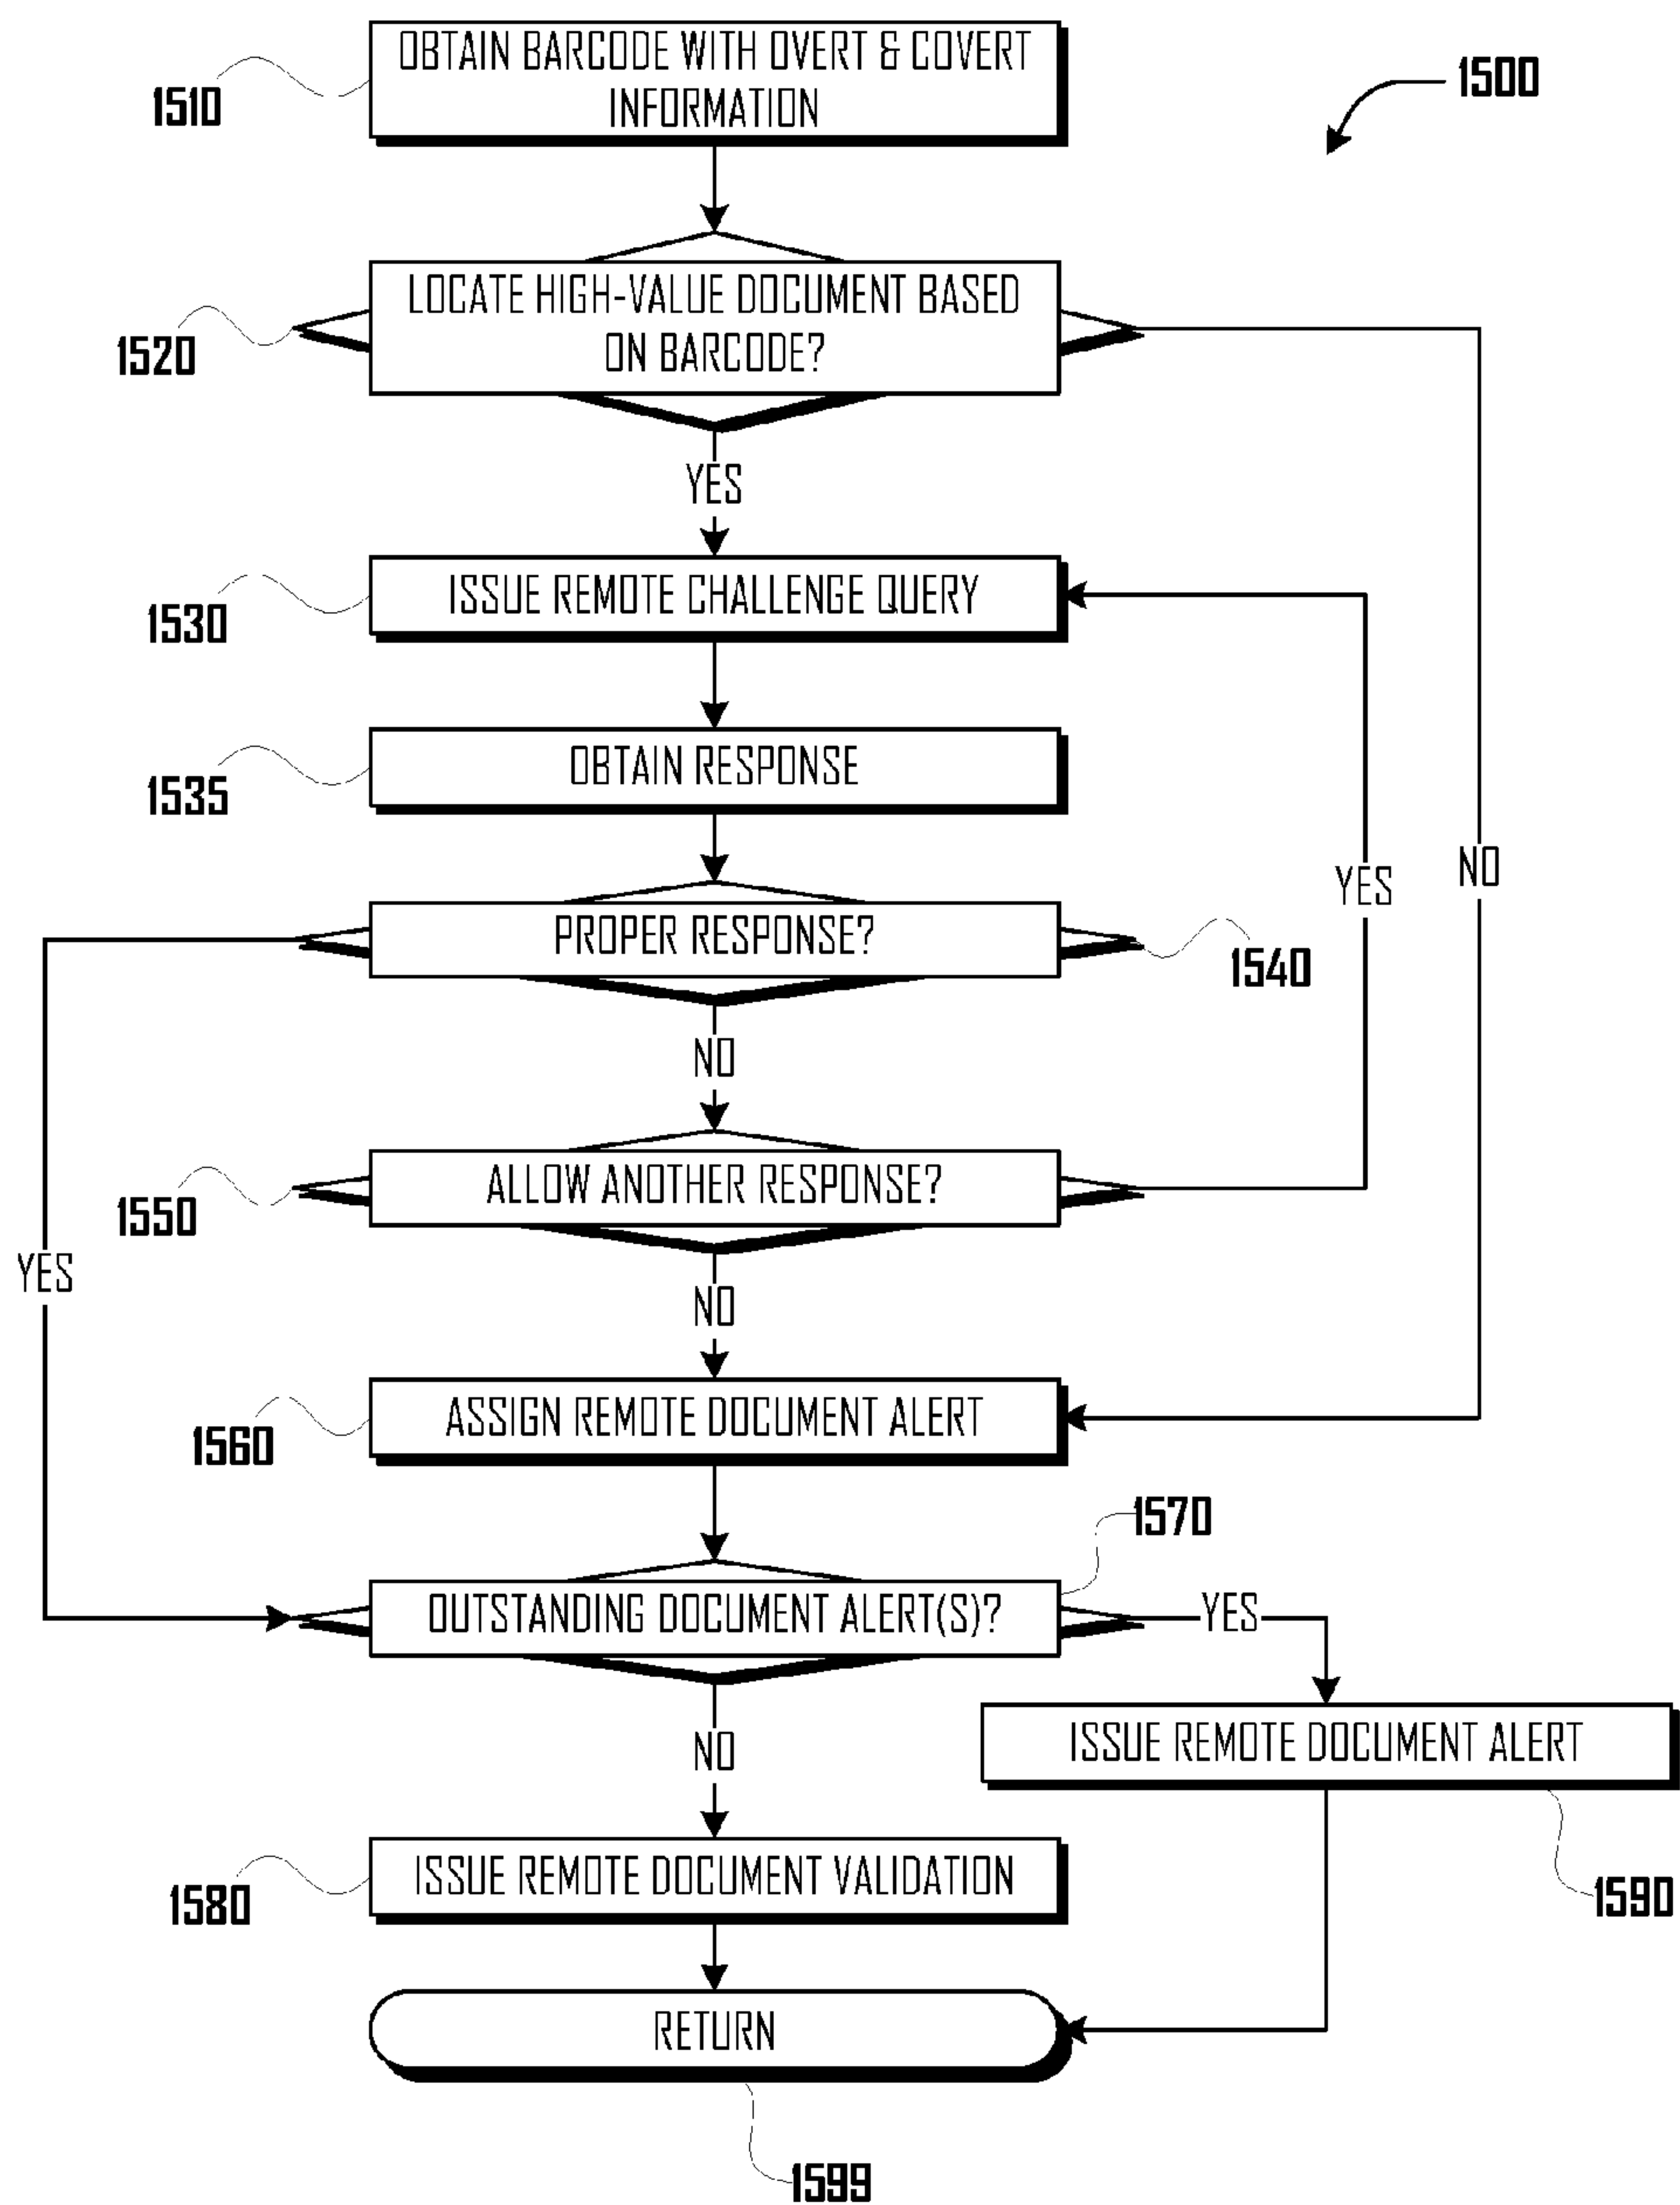 OBTAIN BARCODE WITH OVERT & COVERT
INFORMATION
1510
1500
LOCATE HIGH-VALUE DOCUMENT BASED
ON BARCODE?
1520
YES
ISSUE REMOTE CHALLENGE QUERY
1530
OBTAIN RESPONSE
1535
YES
NO
PROPER RESPONSE?
1540
NO
ALLOW ANOTHER RESPONSE?
1550
YES
NO
ASSIGN REMOTE DOCUMENT ALERT
1560
1570
OUTSTANDING DOCUMENT ALERT(S)?
YES
NO
ISSUE REMOTE DOCUMENT ALERT
ISSUE REMOTE DOCUMENT VALIDATION
1580
1590
RETURN
1599